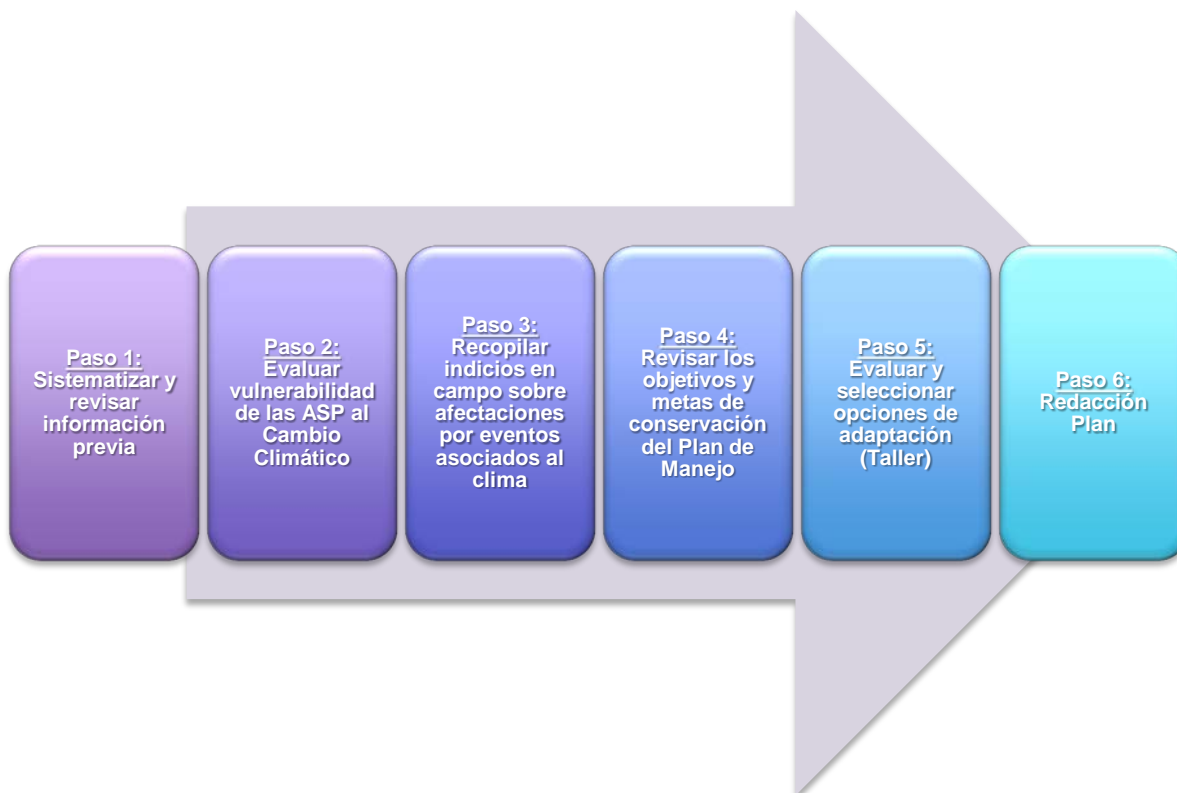 Paso 1:
Sistematizar y
revisar
información
previa
Paso 2:
Evaluar
vulnerabilidad
de las ASP al
Cambio
Climático
Paso 3:
Recopilar
indicios en
campo sobre
afectaciones
por eventos
asociados al
clima
Paso 4:
Revisar los
objetivos y
metas de
conservación
del Plan de
Manejo
Paso 5:
Evaluar y
seleccionar
opciones de
adaptación
(Taller)
Paso 6:
Redacción
Plan